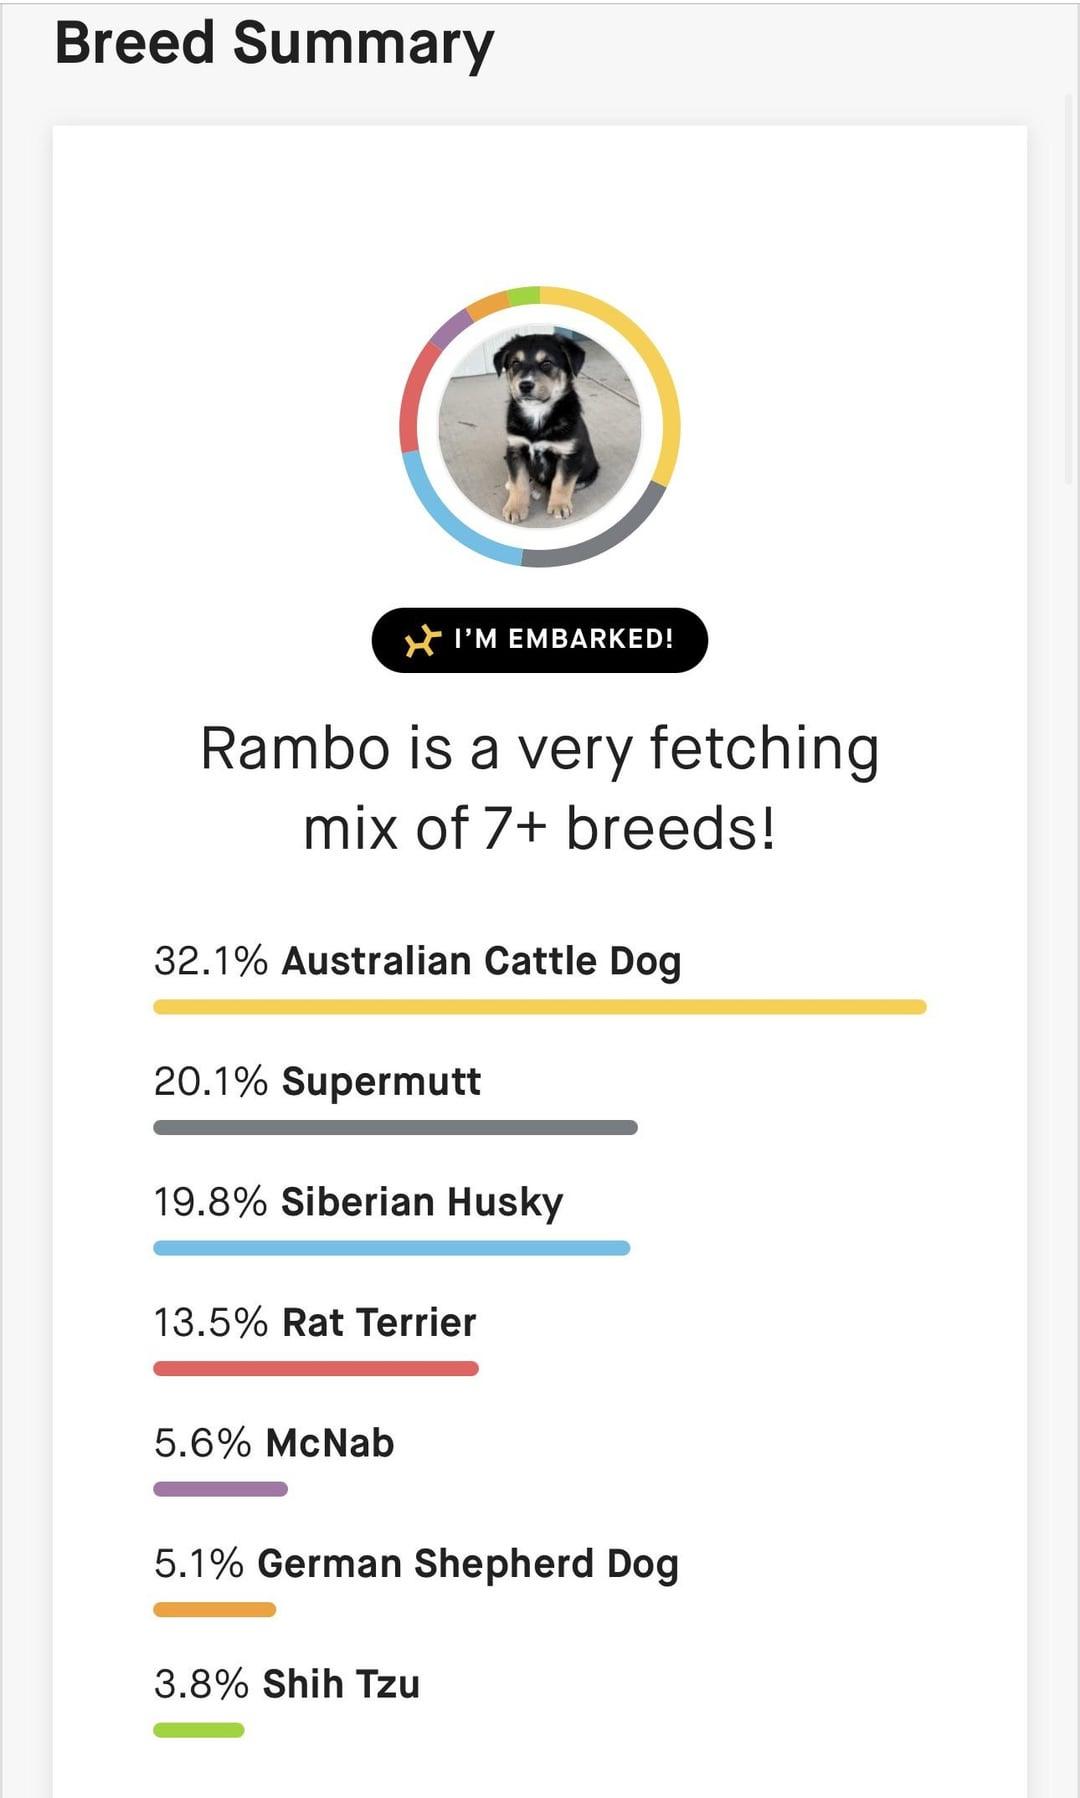 Breed Summary
I'M EMBARKED!
Rambo is a very fetching
mix of 7+ breeds!
32.1% Australian Cattle Dog
20.1% Supermutt
19.8% Siberian Husky
13.5% Rat Terrier
5.6% McNab
5.1% German Shepherd Dog
3.8% Shih Tzu